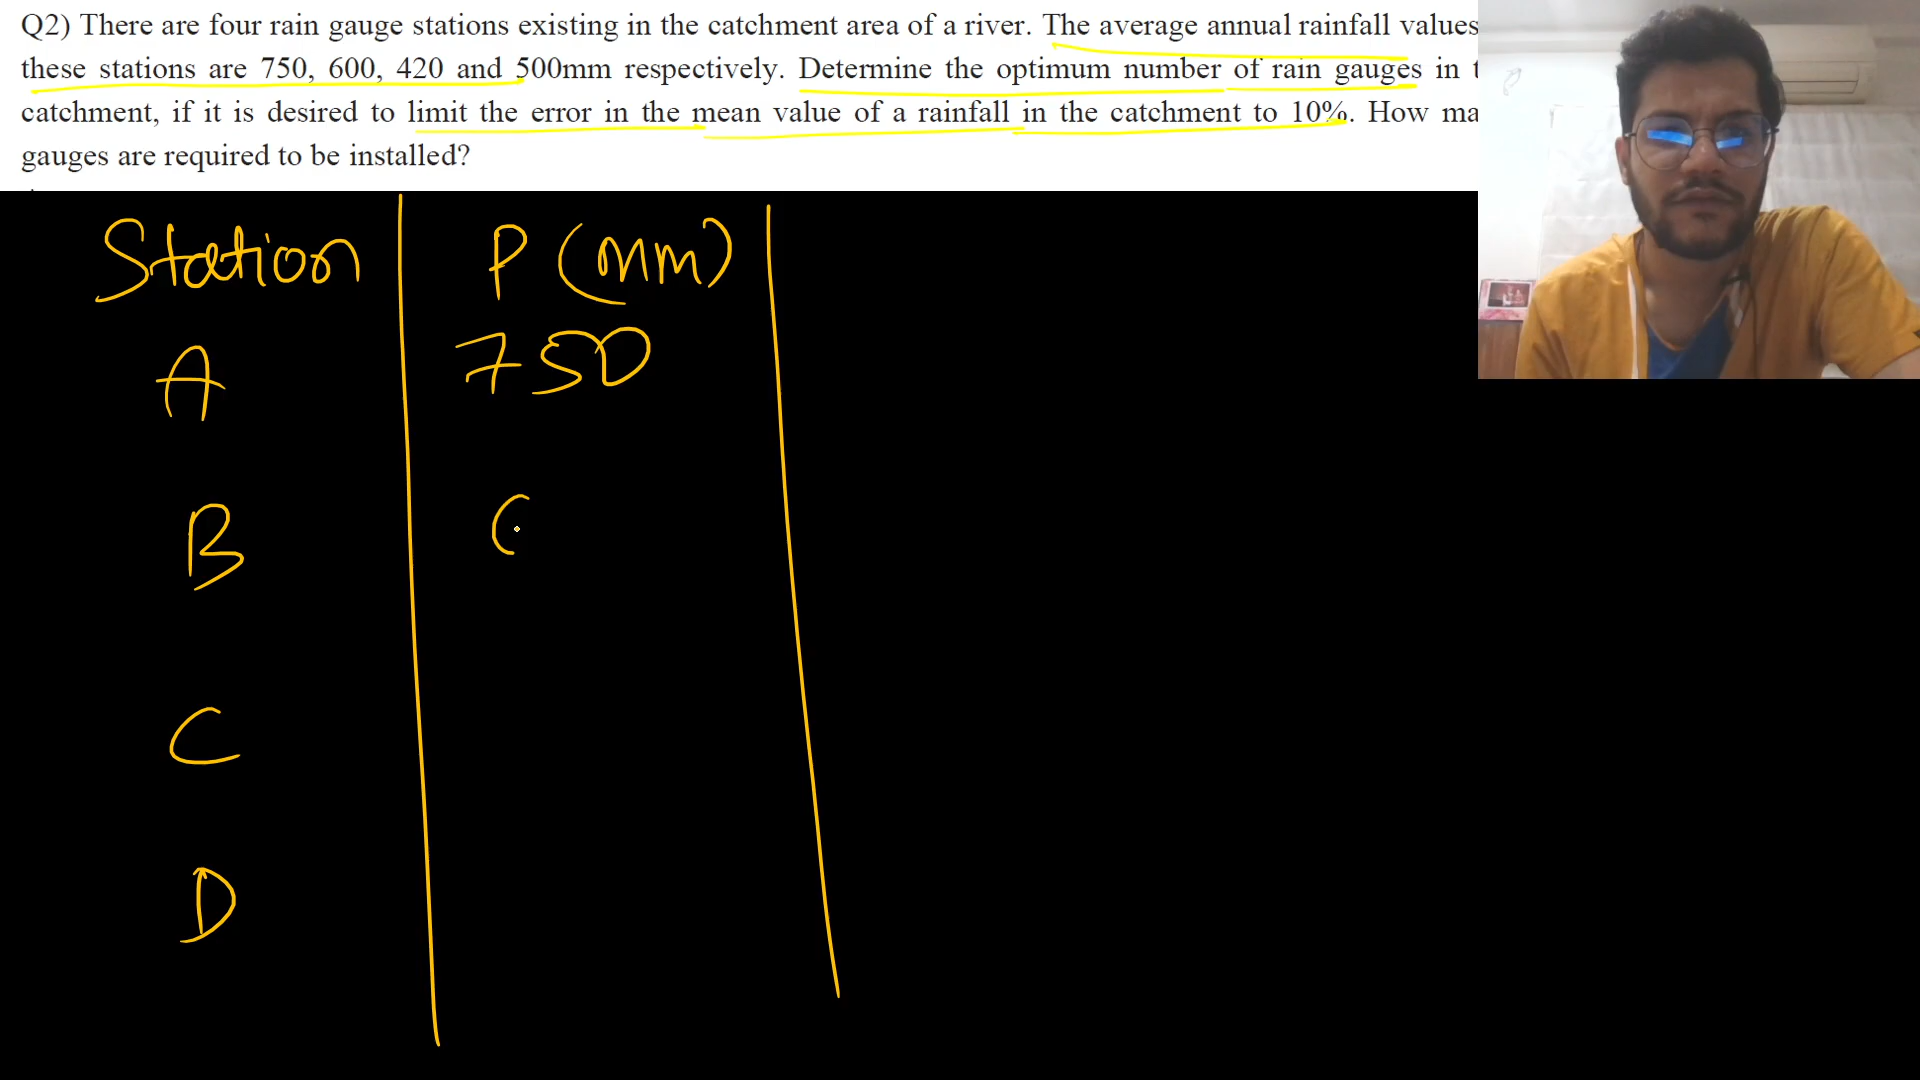 Q2) There are four rain gauge stations existing in the catchment area of a river. The average annual rainfall values
these stations are 750, 600, 420 and 500mm respectively. Determine the optimum number of rain gauges in t
catchment, if it is desired to limit the error in the mean value of a rainfall in the catchment to 10%. How ma
gauges are required to be installed?
Station P (mm)
A 750
B
C
D